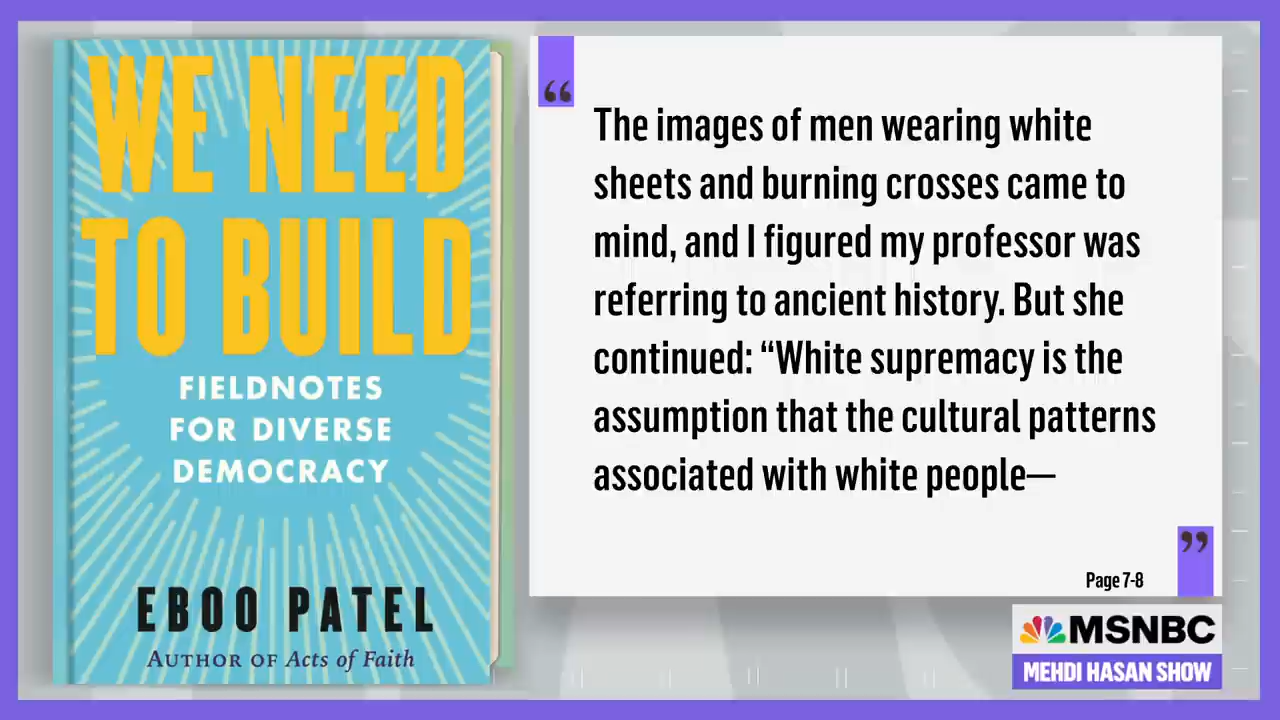 WE NEED
TO BUILD
FIELDNOTES
FOR DIVERSE
DEMOCRACY
EBOO PATEL
AUTHOR OF Acts of Faith
“
The images of men wearing white
sheets and burning crosses came to
mind, and I figured my professor was
referring to ancient history. But she
continued: “White supremacy is the
assumption that the cultural patterns
associated with white people—
”
Page 7-8
MSNBC
MEHDI HASAN SHOW